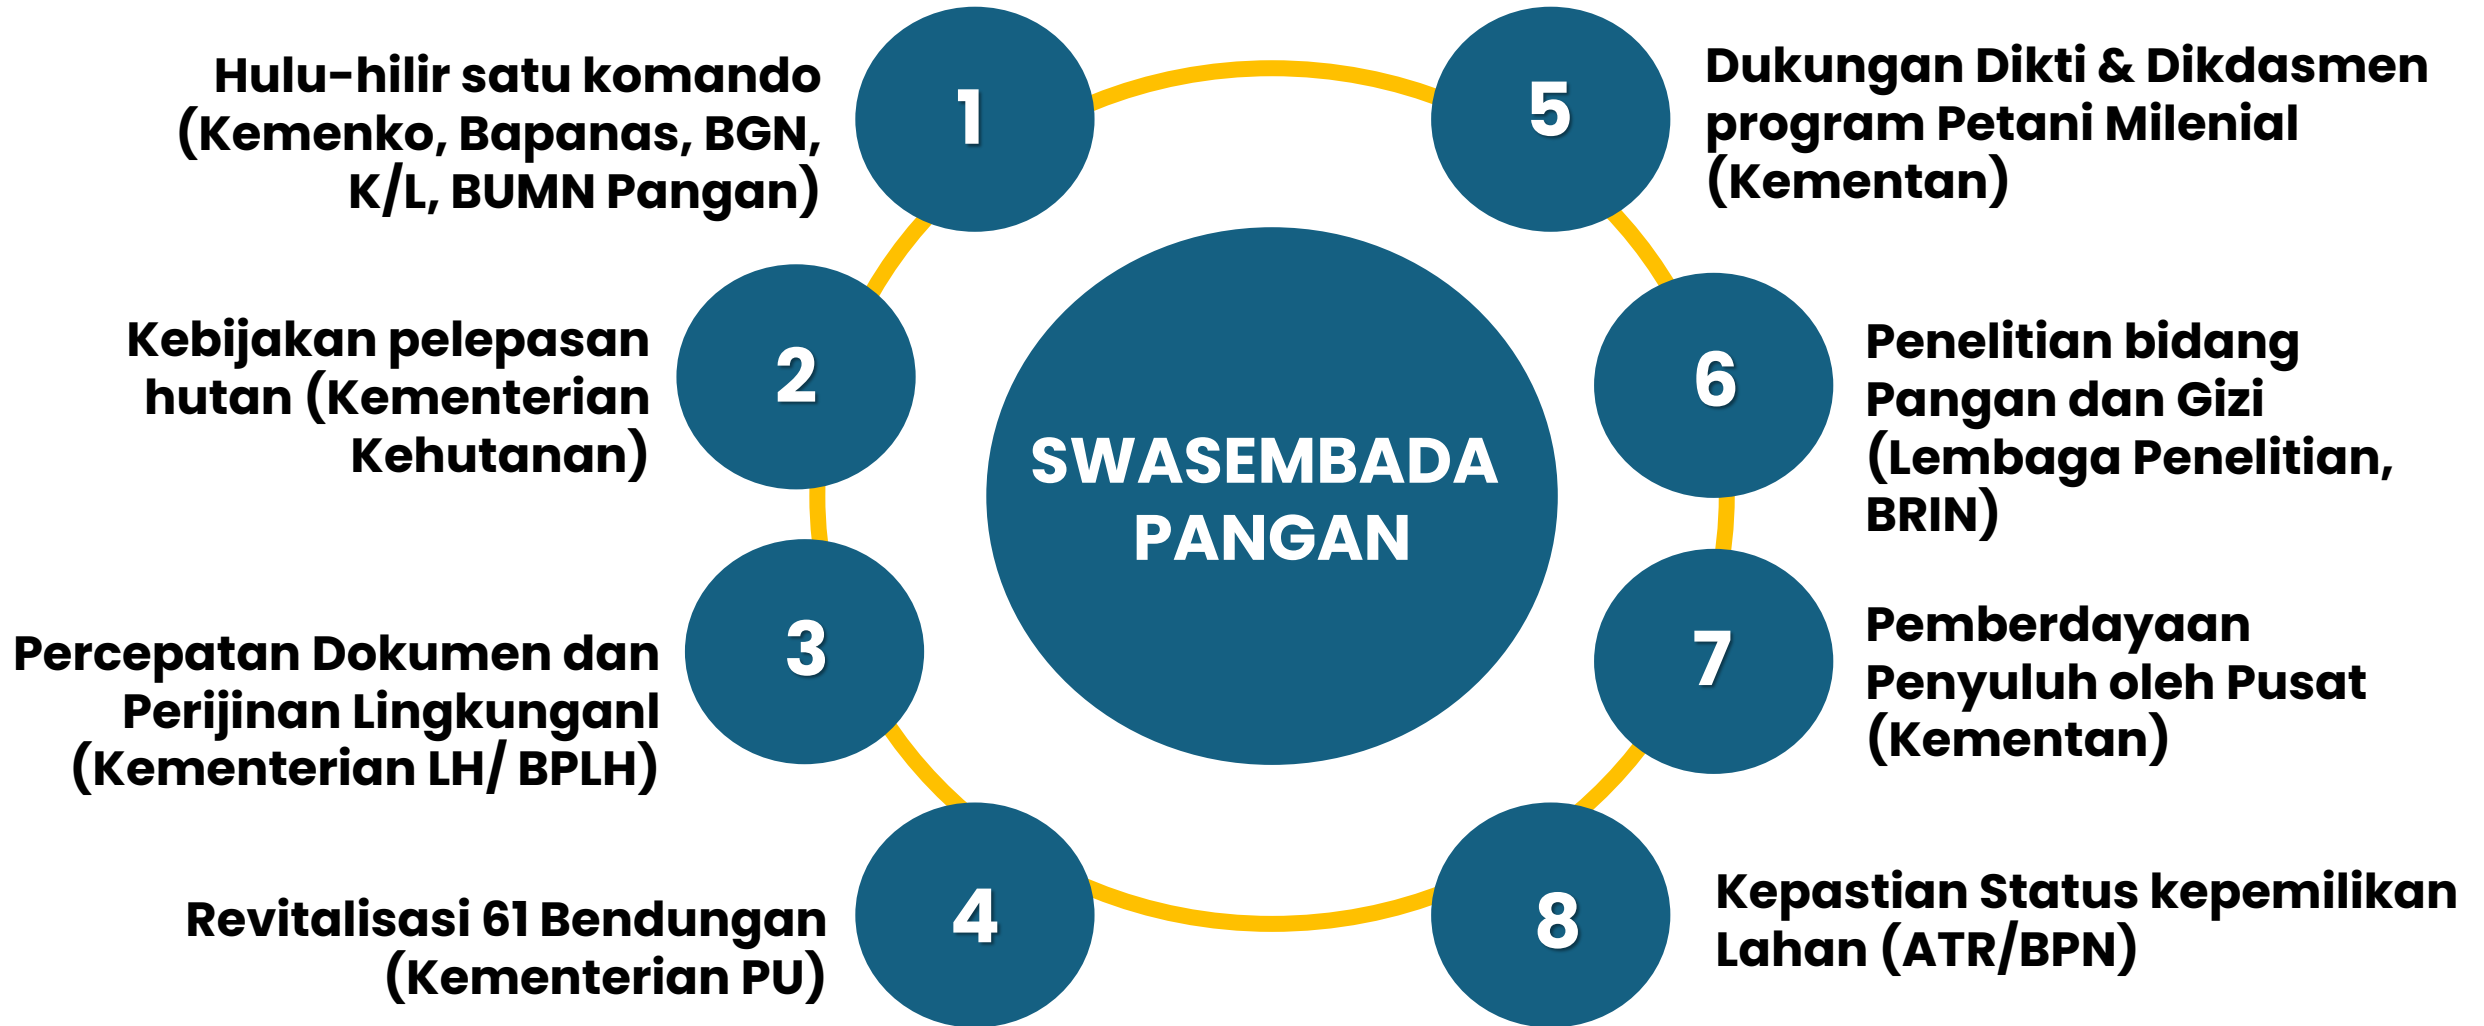 1
Hulu-hilir satu komando
(Kemenko, Bapanas, BGN,
K/L, BUMN Pangan)
2
Kebijakan pelepasan
hutan (Kementerian
Kehutanan)
3
Percepatan Dokumen dan
Perijinan Lingkunganl
(Kementerian LH/ BPLH)
4
Revitalisasi 61 Bendungan
(Kementerian PU)
SWASEMBADA
PANGAN
5
Dukungan Dikti & Dikdasmen
program Petani Milenial
(Kementan)
6
Penelitian bidang
Pangan dan Gizi
(Lembaga Penelitian,
BRIN)
7
Pemberdayaan
Penyuluh oleh Pusat
(Kementan)
8
Kepastian Status kepemilikan
Lahan (ATR/BPN)